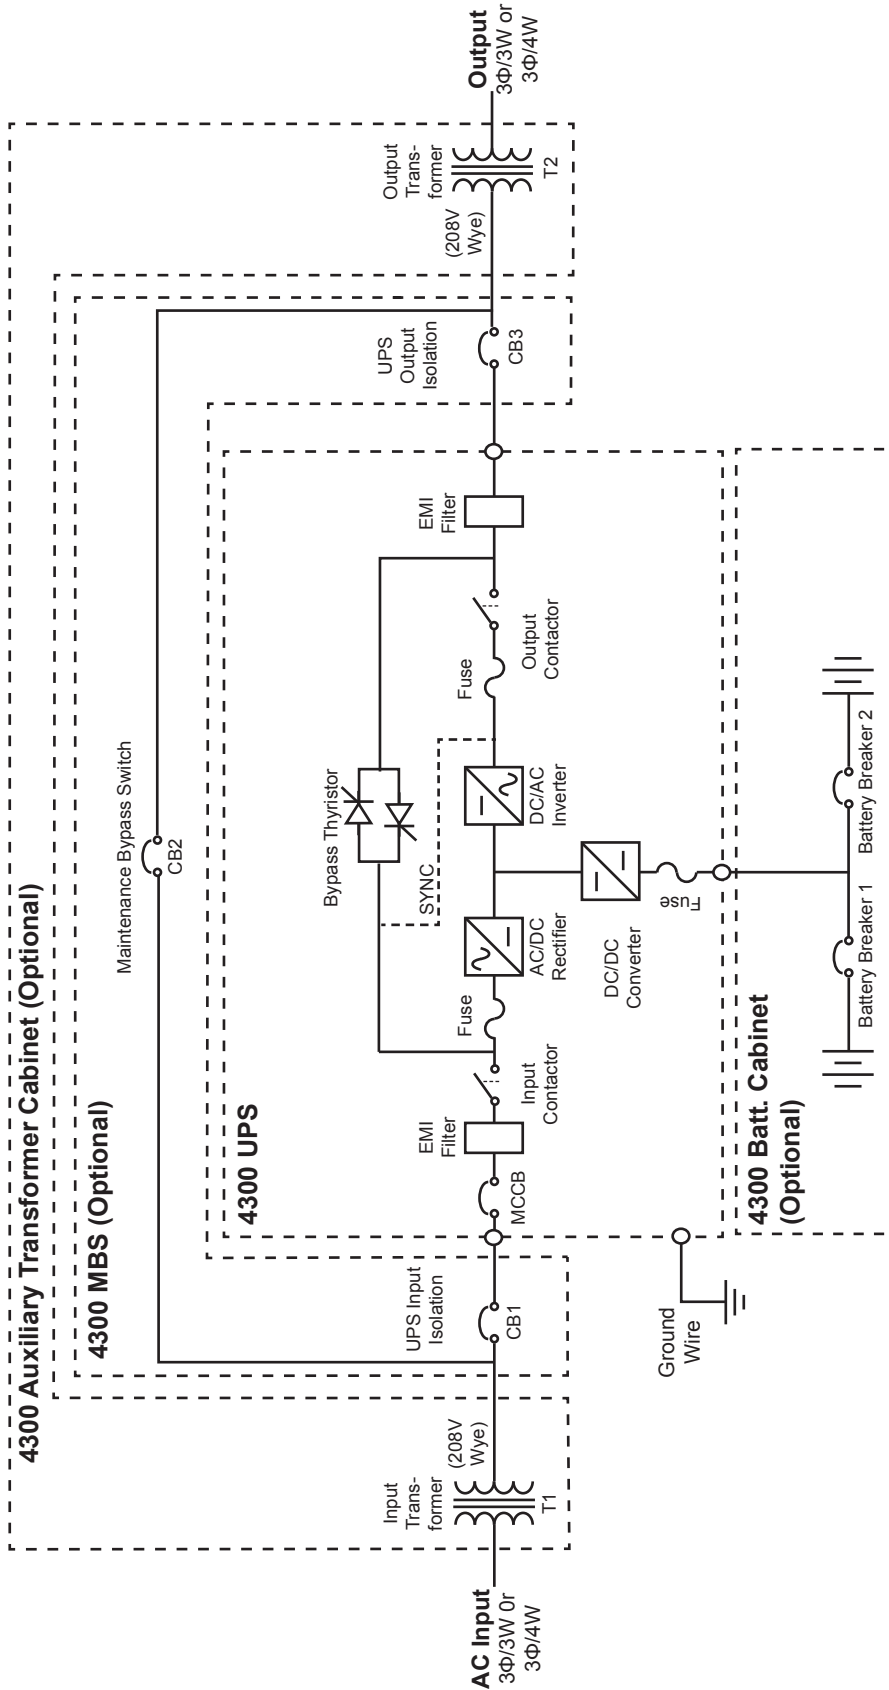 4300 Auxiliary Transformer Cabinet (Optional)
4300 MBS (Optional)
Maintenance Bypass Switch
CB2
4300 UPS
AC Input
3Φ/3W 0r
3Φ/4W
Input
Trans-
former
(208V
Wye)
T1
UPS Input
Isolation
CB1
MCCB
EMI
Filter
Input
Contactor
Fuse
AC/DC
Rectifier
SYNC
Bypass Thyristor
DC/AC
Inverter
Fuse
Output
Contactor
EMI
Filter
UPS
Output
Isolation
CB3
(208V
Wye)
Output
Trans-
former
T2
Output
3Φ/3W or
3Φ/4W
DC/DC
Converter
Fuse
Ground
Wire
4300 Batt. Cabinet
(Optional)
Battery Breaker 1
Battery Breaker 2